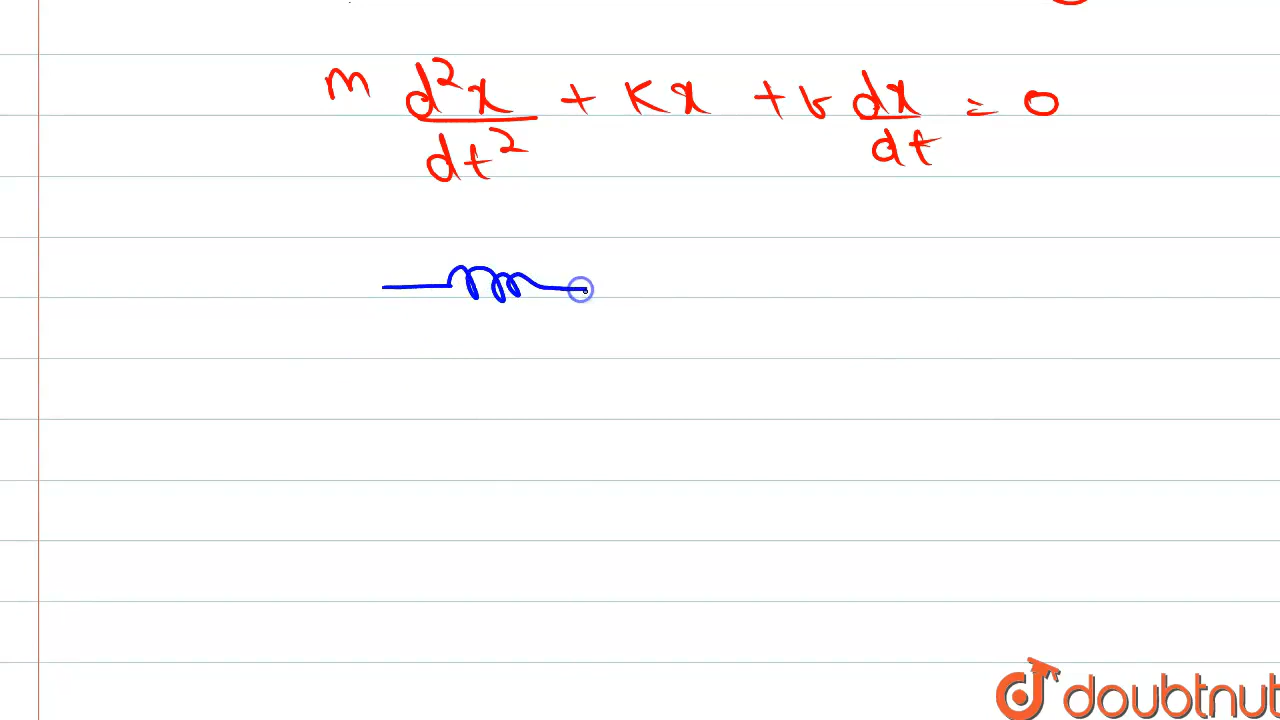 m d²x/dt² + kx + b dx/dt = 0
doubtnut